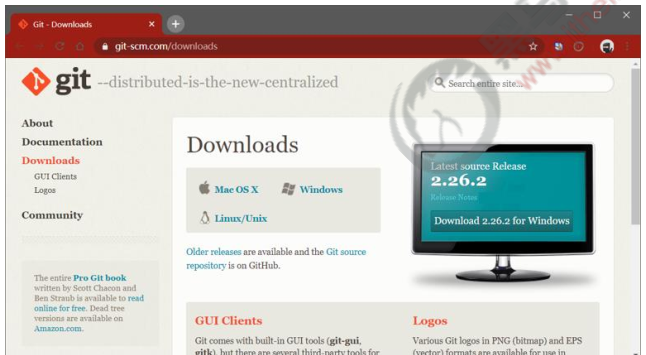 Git - Downloads
git-scm.com/downloads
git --distributed-is-the-new-centralized
Search entire site...
About
Documentation
Downloads
GUI Clients
Logos
Community
The entire Pro Git book
written by Scott Chacon and
Ben Straub is available to read
online for free. Dead tree
versions are available on
Amazon.com.
Downloads
Mac OS X
Windows
Linux/Unix
Older releases are available and the Git source
repository is on GitHub.
Latest source Release
2.26.2
Release Notes
Download 2.26.2 for Windows
GUI Clients
Git comes with built-in GUI tools (git-gui,
gitk), but there are several third-party tools for
Logos
Various Git logos in PNG (bitmap) and EPS
(vector) formats are available for use in